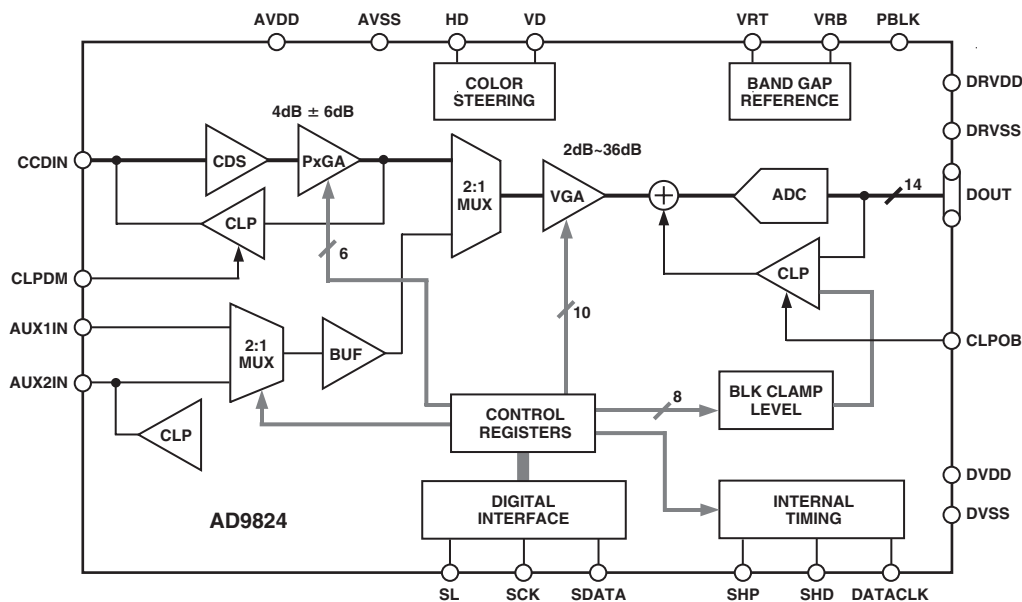 AVDD
AVSS
HD
VD
VRT
VRB
PBLK
COLOR
STEERING
BAND GAP
REFERENCE
DRVDD
DRVSS
4dB ± 6dB
2dB~36dB
CCDIN
CDS
PxGA
2:1
MUX
VGA
ADC
14
DOUT
CLP
6
CLP
CLPDM
10
AUX1IN
2:1
MUX
BUF
CLPOB
AUX2IN
CLP
CONTROL
REGISTERS
8
BLK CLAMP
LEVEL
DVDD
DVSS
DIGITAL
INTERFACE
INTERNAL
TIMING
AD9824
SL
SCK
SDATA
SHP
SHD
DATACLK